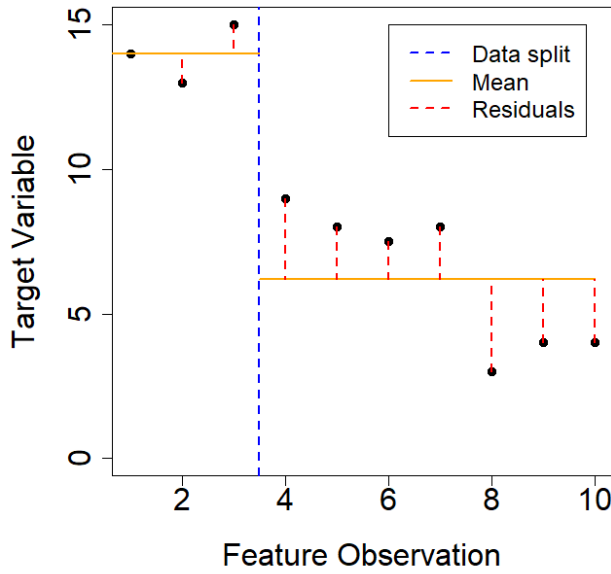 15
10
5
0
Target Variable
Data split
Mean
Residuals
2 4 6 8 10
Feature Observation